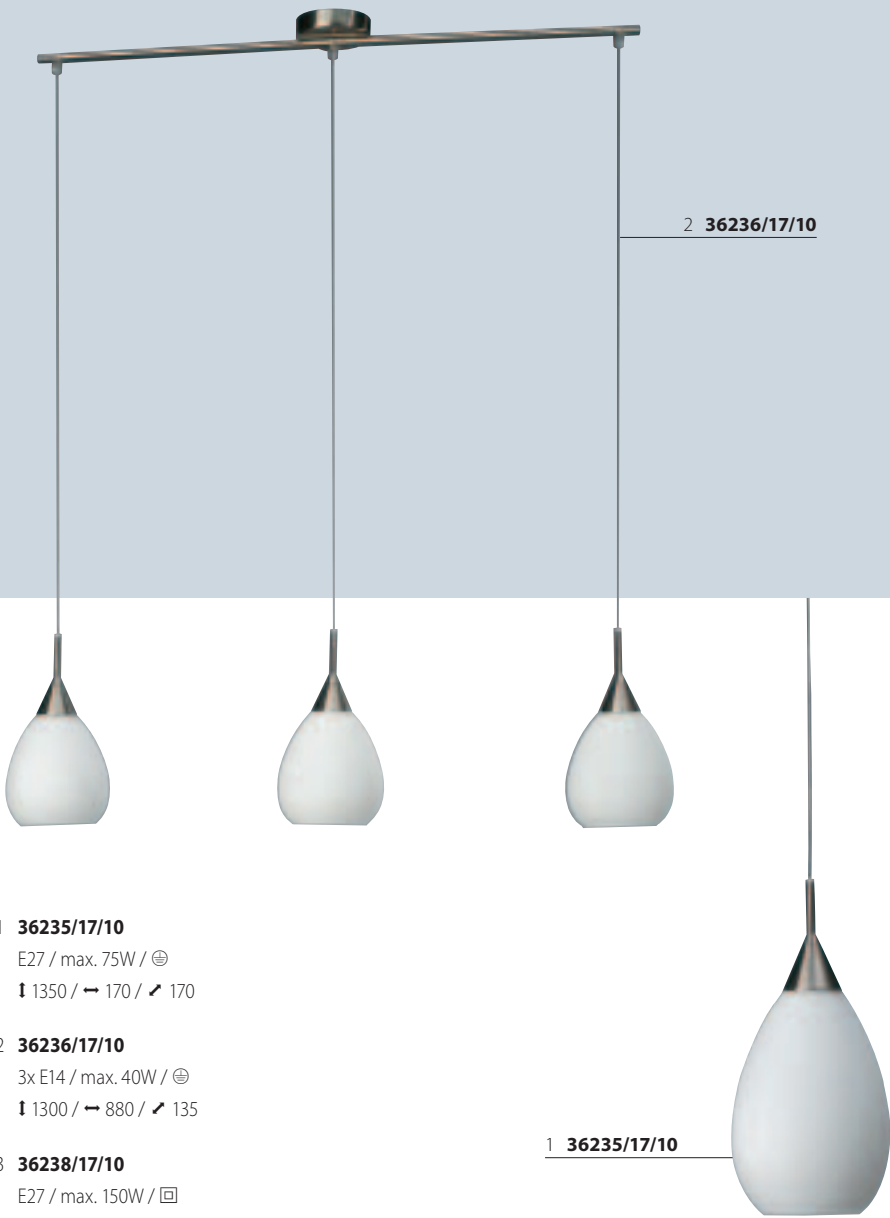 2 36236/17/10
1 36235/17/10
E27 / max. 75W / ⏚
↕ 1350 / ↔ 170 / ⤢ 170
2 36236/17/10
3x E14 / max. 40W / ⏚
↕ 1300 / ↔ 880 / ⤢ 135
3 36238/17/10
E27 / max. 150W / ⧈
1 36235/17/10